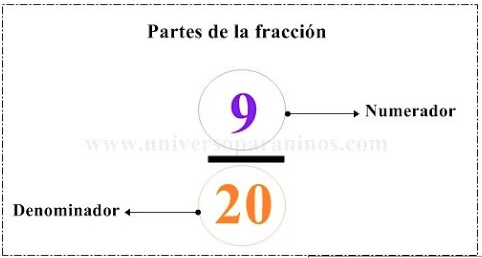 Partes de la fracción
9
Numerador
www.universoparaninos.com
Denominador
20